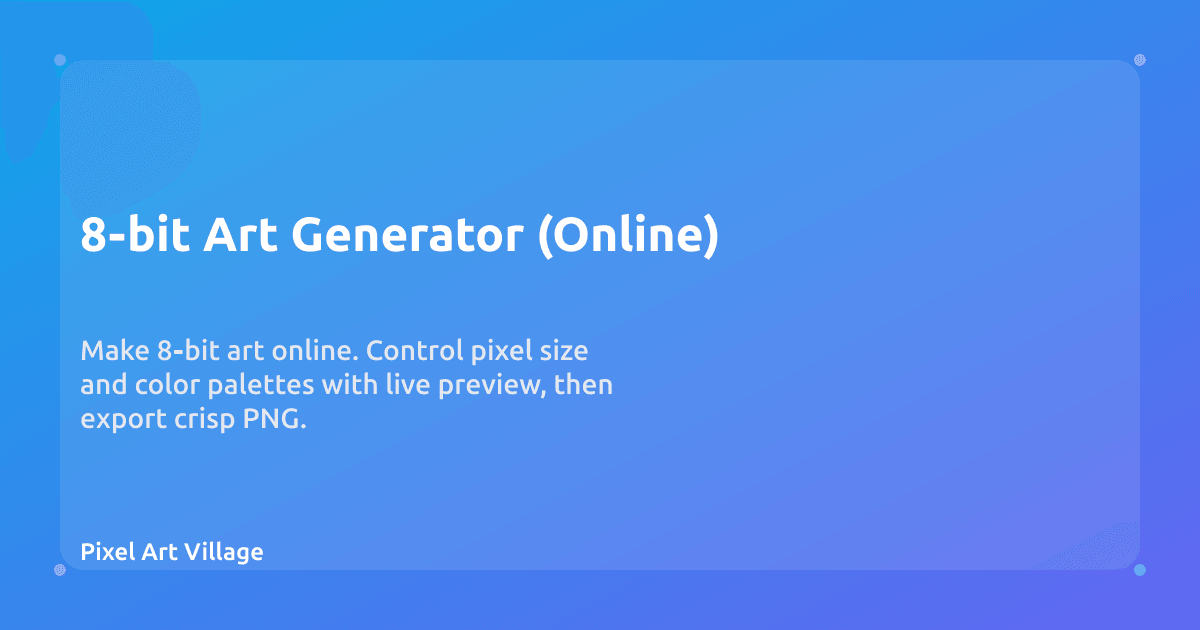 8-bit Art Generator (Online)
Make 8-bit art online. Control pixel size
and color palettes with live preview, then
export crisp PNG.
Pixel Art Village